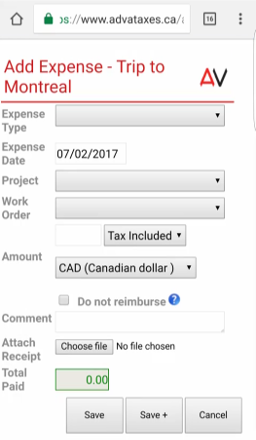 16
os://www.advataxes.ca/
Add Expense - Trip to
Montreal
AV
Expense
Type
Expense
Date
07/02/2017
Project
Work
Order
Tax Included
Amount
CAD (Canadian dollar )
Do not reimburse ?
Comment
Attach
Receipt
Choose file No file chosen
Total
Paid
0.00
Save Save + Cancel